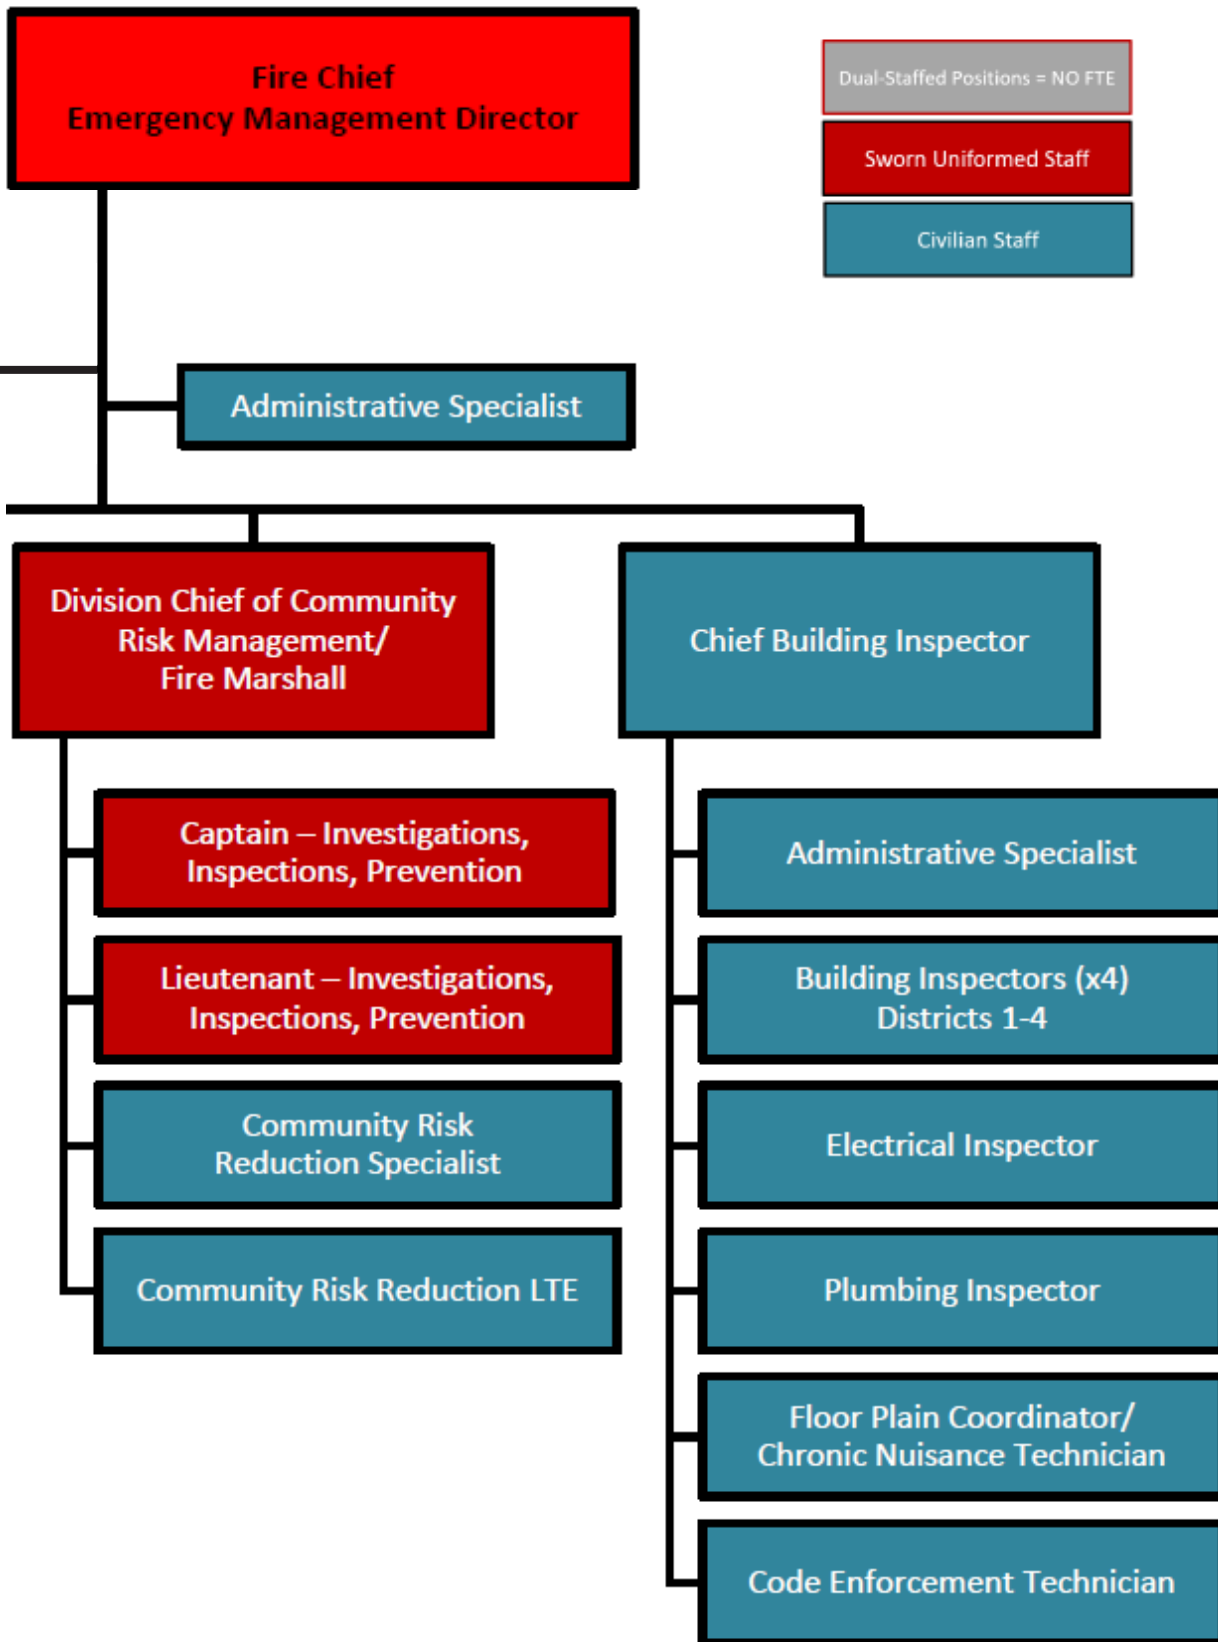 Fire Chief
Emergency Management Director
Dual-Staffed Positions = NO FTE
Sworn Uniformed Staff
Civilian Staff
Administrative Specialist
Division Chief of Community
Risk Management/
Fire Marshall
Chief Building Inspector
Captain – Investigations,
Inspections, Prevention
Lieutenant – Investigations,
Inspections, Prevention
Community Risk
Reduction Specialist
Community Risk Reduction LTE
Administrative Specialist
Building Inspectors (x4)
Districts 1-4
Electrical Inspector
Plumbing Inspector
Floor Plain Coordinator/
Chronic Nuisance Technician
Code Enforcement Technician